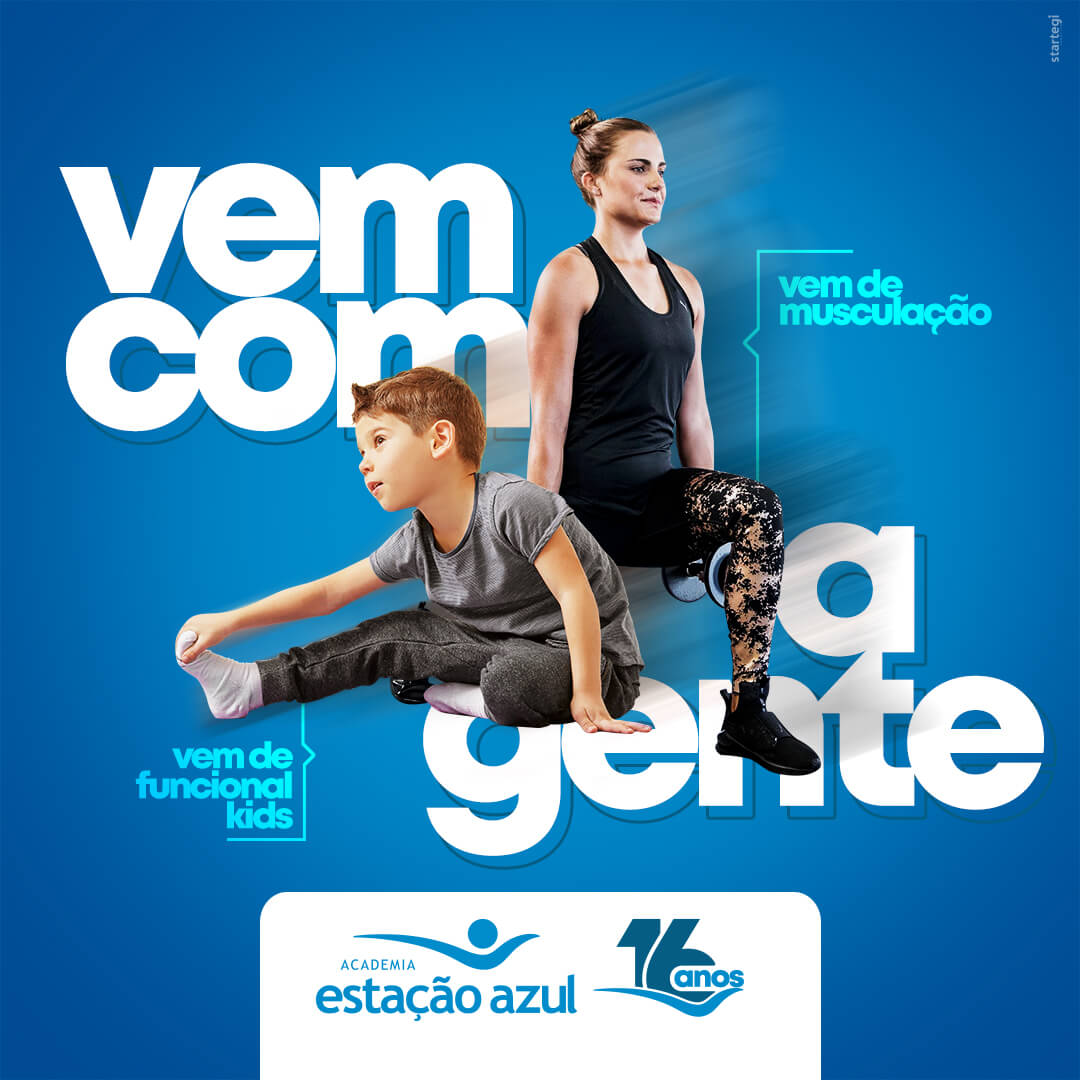 startegi
vem
com
vem de
musculação
a
gente
vem de
funcional
kids
ACADEMIA
estação azul
16
anos